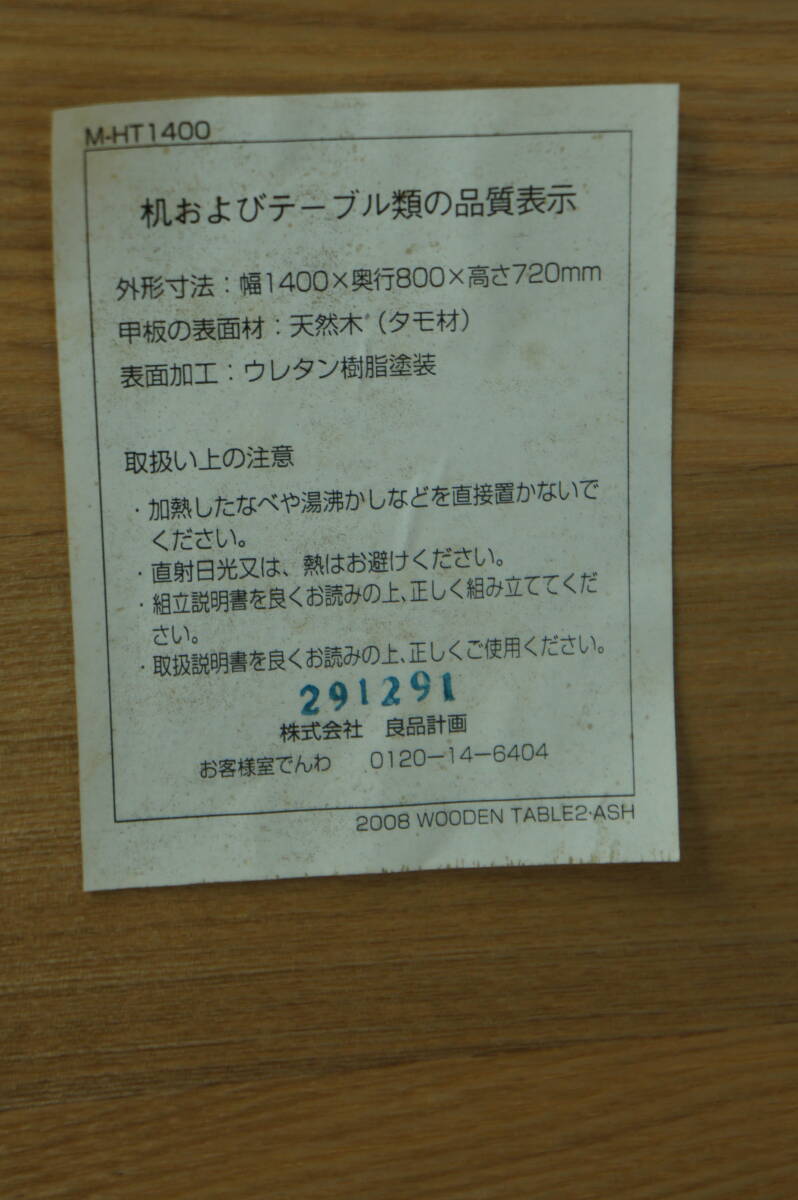 M-HT1400
机およびテーブル類の品質表示
外形寸法：幅1400×奥行800×高さ720mm
甲板の表面材：天然木（タモ材）
表面加工：ウレタン樹脂塗装
取扱い上の注意
・加熱したなべや湯沸かしなどを直接置かないで
ください。
・直射日光又は、熱はお避けください。
・組立説明書を良くお読みの上、正しく組み立ててくだ
さい。
・取扱説明書を良くお読みの上、正しくご使用ください。
291291
株式会社　良品計画
お客様室でんわ　0120－14－6404
2008 WOODEN TABLE2·ASH